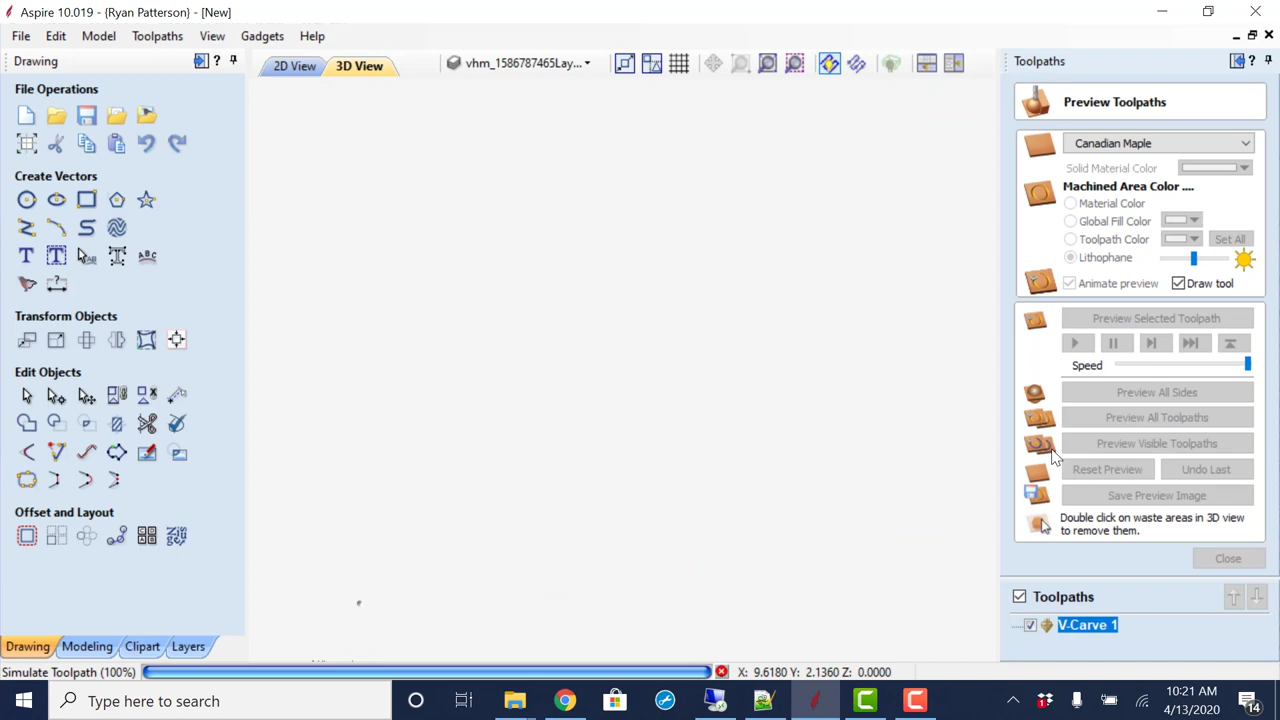 Aspire 10.019 - {Ryan Patterson} - [New]
File Edit Model Toolpaths View Gadgets Help
Drawing
File Operations
Create Vectors
Transform Objects
Edit Objects
Offset and Layout
Drawing Modeling Clipart Layers
2D View 3D View vhm_1586787465Lay...
Toolpaths
Preview Toolpaths
Canadian Maple
Solid Material Color
Machined Area Color ....
Material Color
Global Fill Color
Toolpath Color Set All
Lithophane
Animate preview Draw tool
Preview Selected Toolpath
Speed
Preview All Sides
Preview All Toolpaths
Preview Visible Toolpaths
Reset Preview Undo Last
Save Preview Image
Double click on waste areas in 3D view
to remove them.
Close
Toolpaths
V-Carve 1
Simulate Toolpath (100%) X: 9.6180 Y: 2.1360 Z: 0.0000
Type here to search
10:21 AM
4/13/2020
14